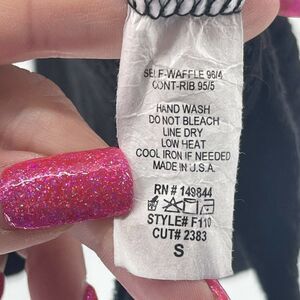 SELF-WAFFLE 96/4
CONT-RIB 95/5
HAND WASH
DO NOT BLEACH
LINE DRY
LOW HEAT
COOL IRON IF NEEDED
MADE IN U.S.A.
RN # 149844
STYLE# F110
CUT# 2383
S